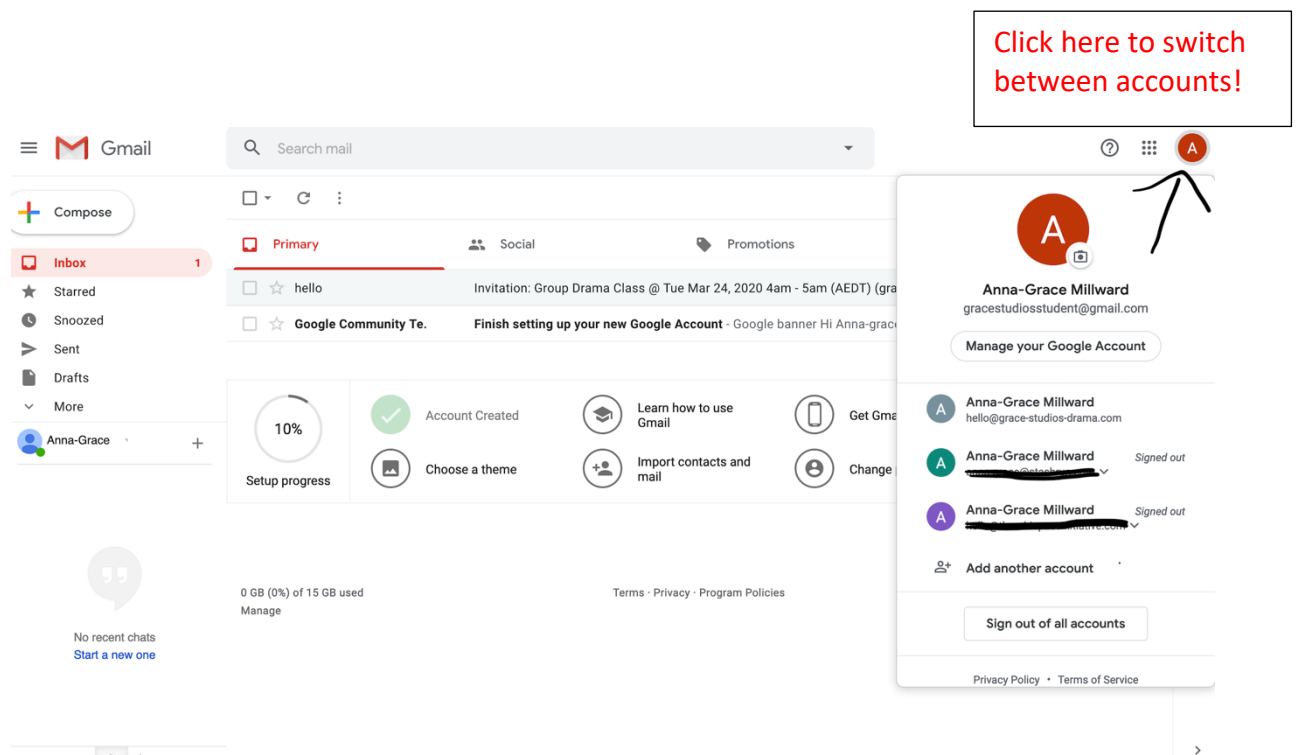 Click here to switch
between accounts!
Gmail
Search mail
A
Compose
Inbox 1
Starred
Snoozed
Sent
Drafts
More
Anna-Grace
No recent chats
Start a new one
Primary
Social
Promotions
hello Invitation: Group Drama Class @ Tue Mar 24, 2020 4am - 5am (AEDT) (gra
Google Community Te. Finish setting up your new Google Account - Google banner Hi Anna-grac
10%
Setup progress
Account Created
Learn how to use
Gmail
Get Gma
Choose a theme
Import contacts and
mail
Change
0 GB (0%) of 15 GB used
Manage
Terms · Privacy · Program Policies
A
Anna-Grace Millward
gracestudiosstudent@gmail.com
Manage your Google Account
A
Anna-Grace Millward
hello@grace-studios-drama.com
A
Anna-Grace Millward Signed out
A
Anna-Grace Millward Signed out
Add another account
Sign out of all accounts
Privacy Policy • Terms of Service